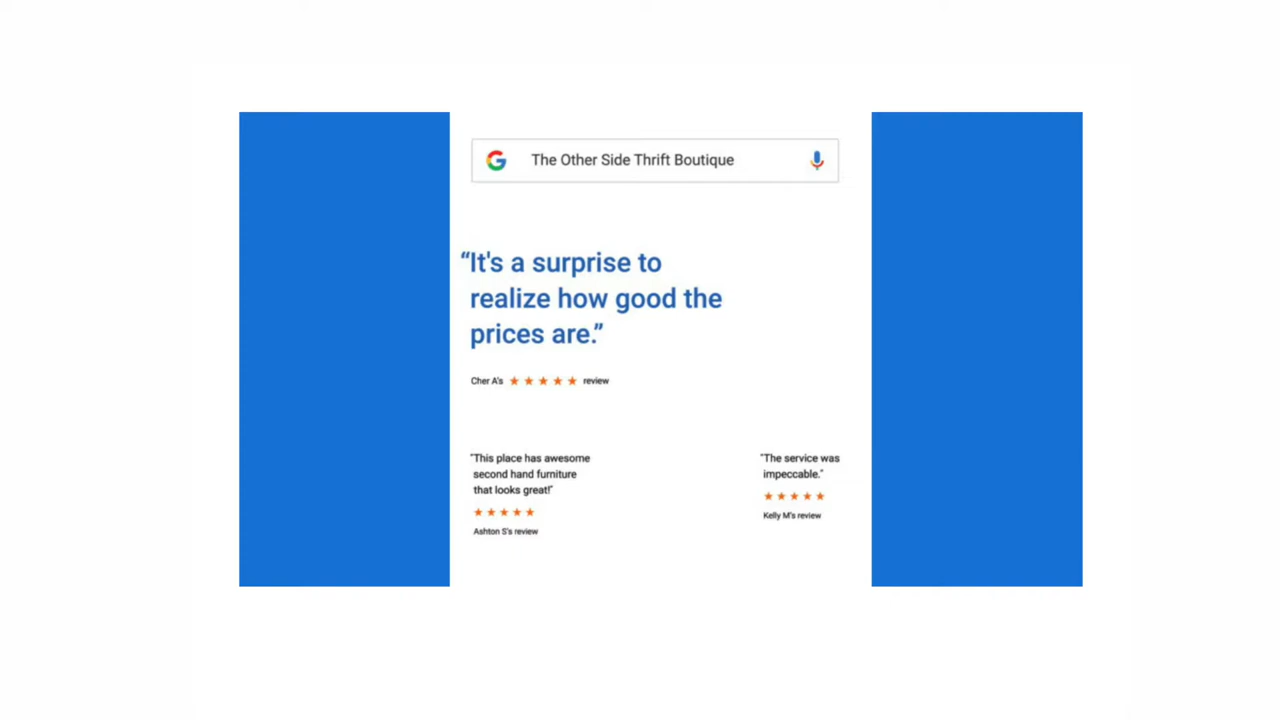 The Other Side Thrift Boutique
“It's a surprise to
realize how good the
prices are.”
Cher A's ★ ★ ★ ★ ★ review
"This place has awesome
second hand furniture
that looks great!"
★ ★ ★ ★ ★
Ashton S's review
"The service was
impeccable."
★ ★ ★ ★ ★
Kelly M's review